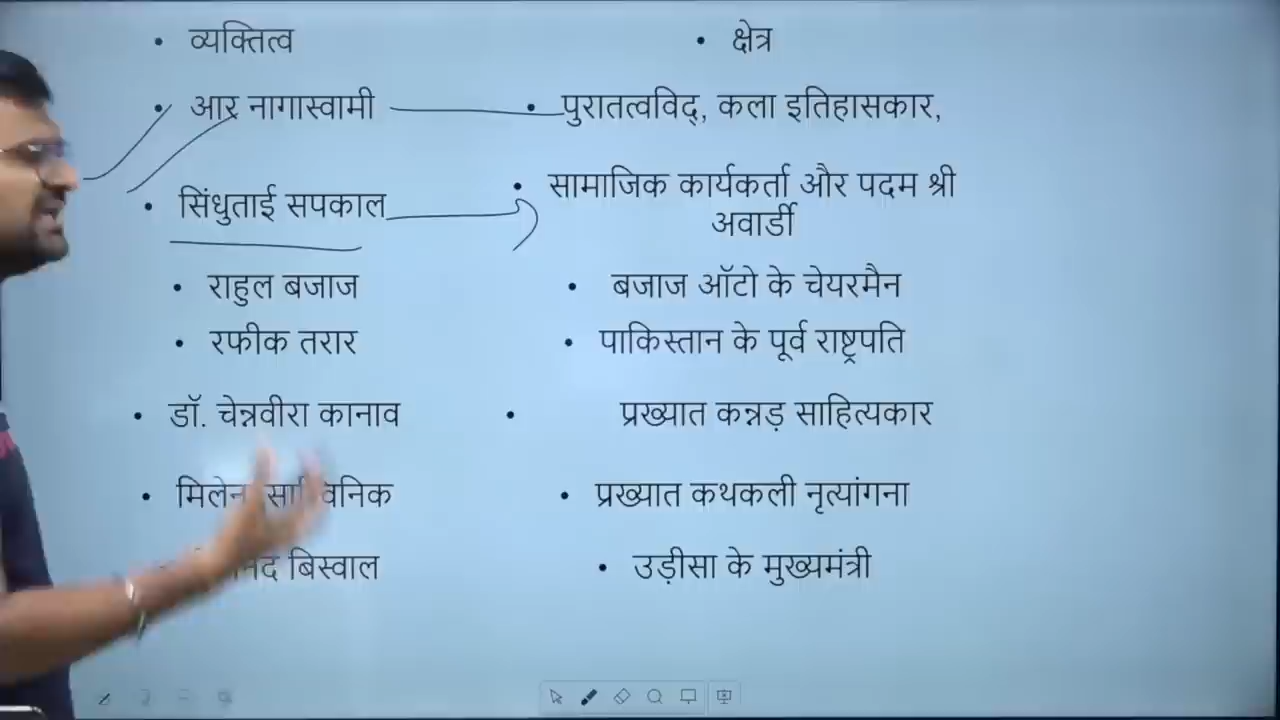 व्यक्तित्व
क्षेत्र
आर नागास्वामी
पुरातत्वविद्, कला इतिहासकार,
सिंधुताई सपकाल
सामाजिक कार्यकर्ता और पदम श्री
अवार्डी
राहुल बजाज
बजाज ऑटो के चेयरमैन
रफीक तरार
पाकिस्तान के पूर्व राष्ट्रपति
डॉ. चेन्नवीरा कानाव
प्रख्यात कन्नड़ साहित्यकार
प्रख्यात कथकली नृत्यांगना
बिस्वाल
उड़ीसा के मुख्यमंत्री